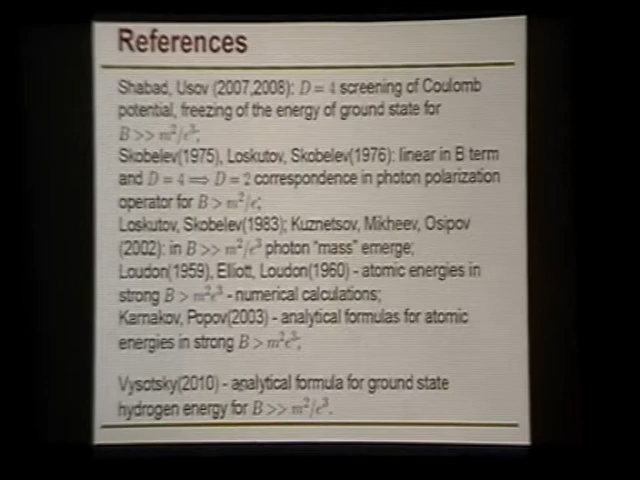 References
Shabad, Usov (2007,2008): D = 4 screening of Coulomb
potential, freezing of the energy of ground state for
B >> m²/e³;
Skobelev(1975), Loskutov, Skobelev(1976): linear in B term
and D = 4 ⟹ D = 2 correspondence in photon polarization
operator for B > m²/e;
Loskutov, Skobelev(1983); Kuznetsov, Mikheev, Osipov
(2002): in B >> m²/e³ photon "mass" emerge;
Loudon(1959), Elliott, Loudon(1960) - atomic energies in
strong B > m²e³ - numerical calculations;
Karnakov, Popov(2003) - analytical formulas for atomic
energies in strong B > m²e³;
Vysotsky(2010) - analytical formula for ground state
hydrogen energy for B >> m²/e³.